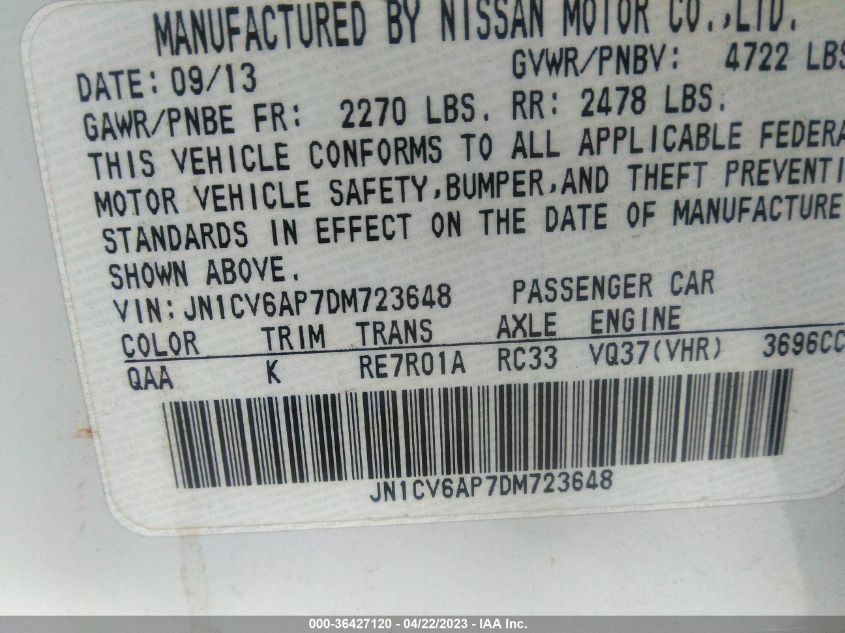 MANUFACTURED BY NISSAN MOTOR CO.,LTD.
DATE: 09/13 GVWR/PNBV: 4722 LBS
GAWR/PNBE FR: 2270 LBS. RR: 2478 LBS.
THIS VEHICLE CONFORMS TO ALL APPLICABLE FEDERA
MOTOR VEHICLE SAFETY,BUMPER,AND THEFT PREVENTI
STANDARDS IN EFFECT ON THE DATE OF MANUFACTURE
SHOWN ABOVE.
VIN:JN1CV6AP7DM723648 PASSENGER CAR
COLOR TRIM TRANS AXLE ENGINE
QAA K RE7R01A RC33 VQ37(VHR) 3696CC
JN1CV6AP7DM723648
000-36427120 - 04/22/2023 - IAA Inc.